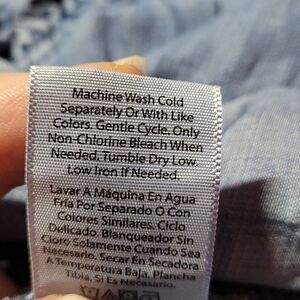 Machine Wash Cold
Separately Or With Like
Colors. Gentle Cycle. Only
Non-Chlorine Bleach When
Needed. Tumble Dry Low.
Low Iron If Needed.
Lavar A Máquina En Agua
Fría Por Separado O Con
Colores Similares. Ciclo
Delicado. Blanqueador Sin
Cloro Solamente Cuando Sea
Necesario. Secar En Secadora
A Temperatura Baja. Plancha
Tibia, Si Es Necesario.